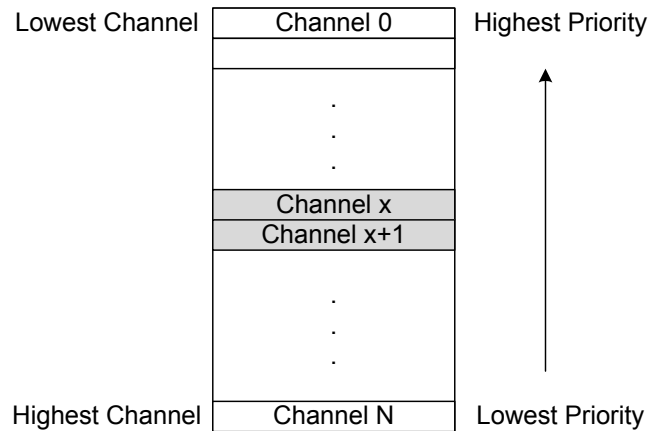 Lowest Channel Channel 0 Highest Priority
.
.
.
Channel x
Channel x+1
.
.
.
Highest Channel Channel N Lowest Priority